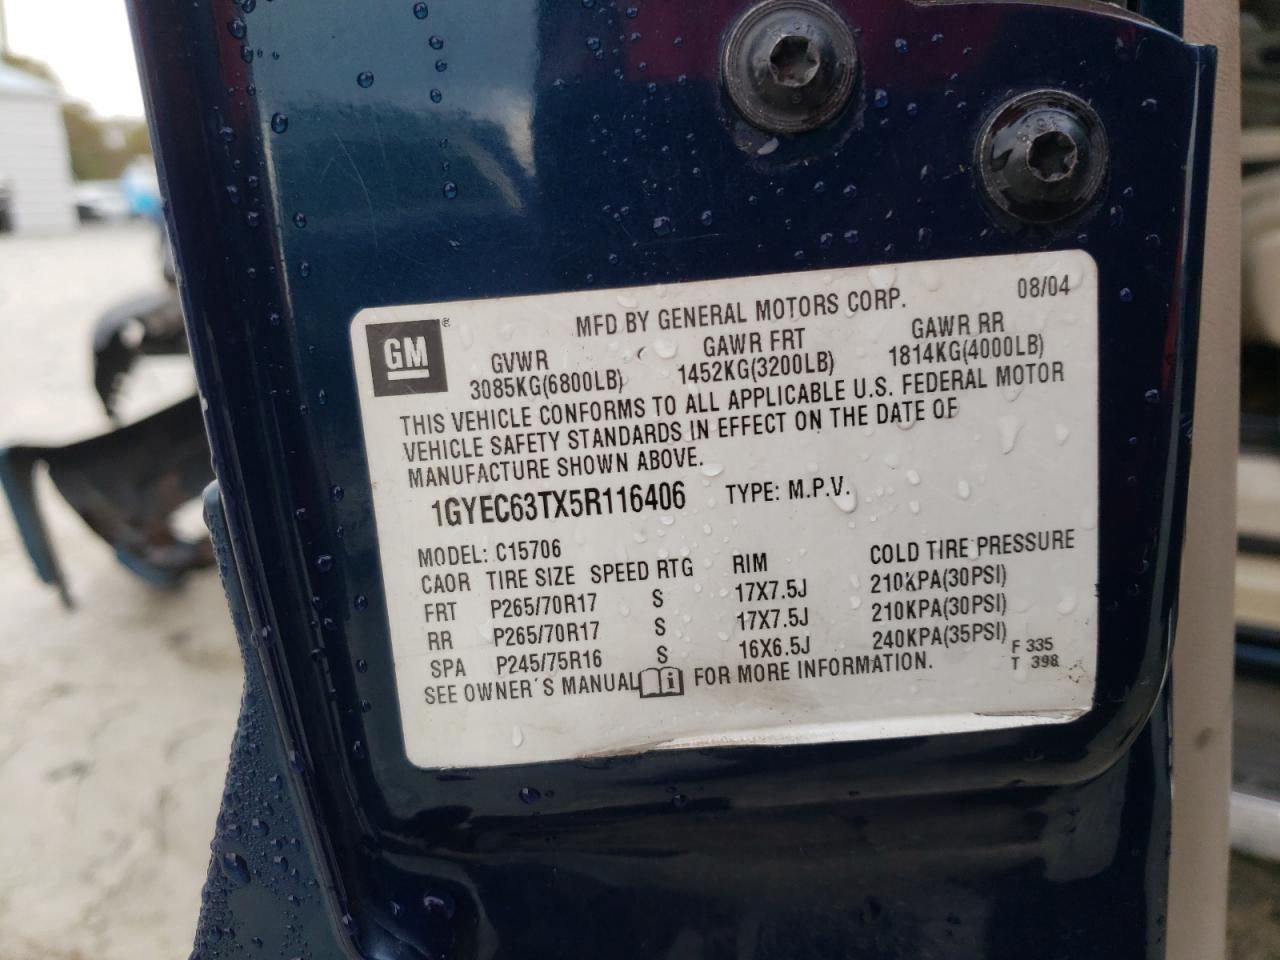 MFD BY GENERAL MOTORS CORP. 08/04
GM®
GVWR GAWR FRT GAWR RR
3085KG(6800LB) 1452KG(3200LB) 1814KG(4000LB)
THIS VEHICLE CONFORMS TO ALL APPLICABLE U.S. FEDERAL MOTOR
VEHICLE SAFETY STANDARDS IN EFFECT ON THE DATE OF
MANUFACTURE SHOWN ABOVE.
1GYEC63TX5R116406 TYPE: M.P.V.
MODEL: C15706
CAOR TIRE SIZE SPEED RTG RIM COLD TIRE PRESSURE
FRT P265/70R17 S 17X7.5J 210KPA(30PSI)
RR P265/70R17 S 17X7.5J 210KPA(30PSI)
SPA P245/75R16 S 16X6.5J 240KPA(35PSI)
SEE OWNER'S MANUAL i FOR MORE INFORMATION.
F 335
T 398